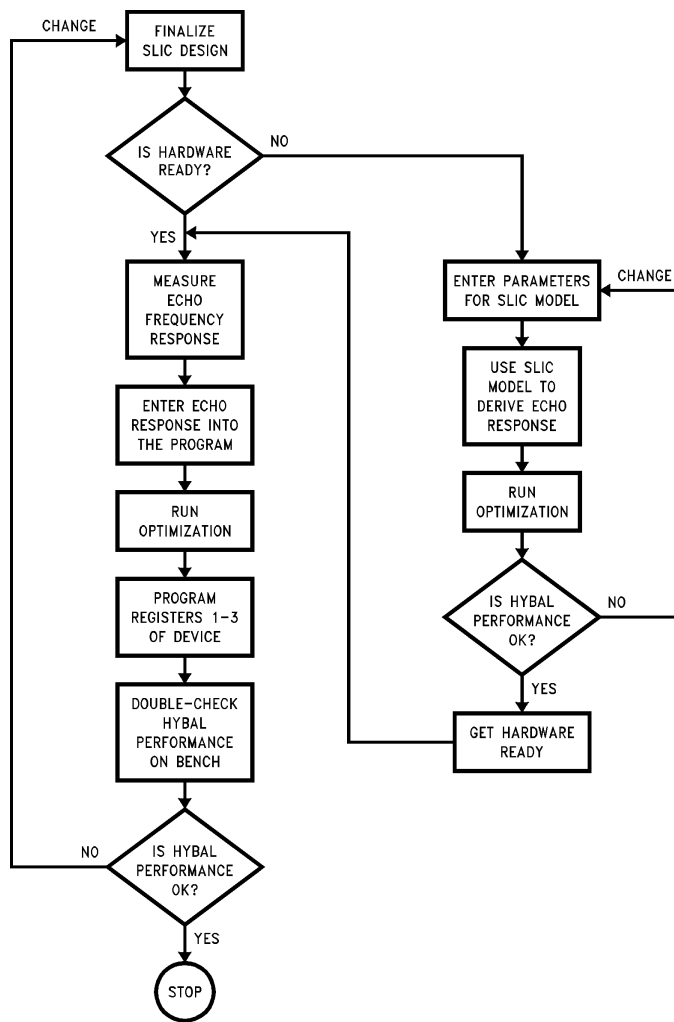 CHANGE
FINALIZE
SLIC DESIGN
IS HARDWARE
READY?
NO
YES
MEASURE
ECHO
FREQUENCY
RESPONSE
ENTER ECHO
RESPONSE INTO
THE PROGRAM
RUN
OPTIMIZATION
PROGRAM
REGISTERS 1-3
OF DEVICE
DOUBLE-CHECK
HYBAL
PERFORMANCE
ON BENCH
NO
IS HYBAL
PERFORMANCE
OK?
YES
STOP
ENTER PARAMETERS
FOR SLIC MODEL
CHANGE
USE SLIC
MODEL TO
DERIVE ECHO
RESPONSE
RUN
OPTIMIZATION
IS HYBAL
PERFORMANCE
OK?
NO
YES
GET HARDWARE
READY